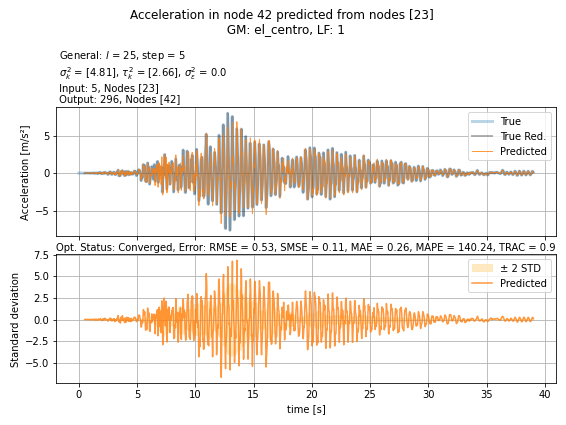 Acceleration in node 42 predicted from nodes [23]
GM: el_centro, LF: 1
General: l = 25, step = 5
σ²ₖ = [4.81], τ²ₖ = [2.66], σ²ε = 0.0
Input: 5, Nodes [23]
Output: 296, Nodes [42]
Acceleration [m/s²]
5
0
−5
True
True Red.
Predicted
Opt. Status: Converged, Error: RMSE = 0.53, SMSE = 0.11, MAE = 0.26, MAPE = 140.24, TRAC = 0.9
Standard deviation
7.5
5.0
2.5
0.0
−2.5
−5.0
± 2 STD
Predicted
0 5 10 15 20 25 30 35 40
time [s]